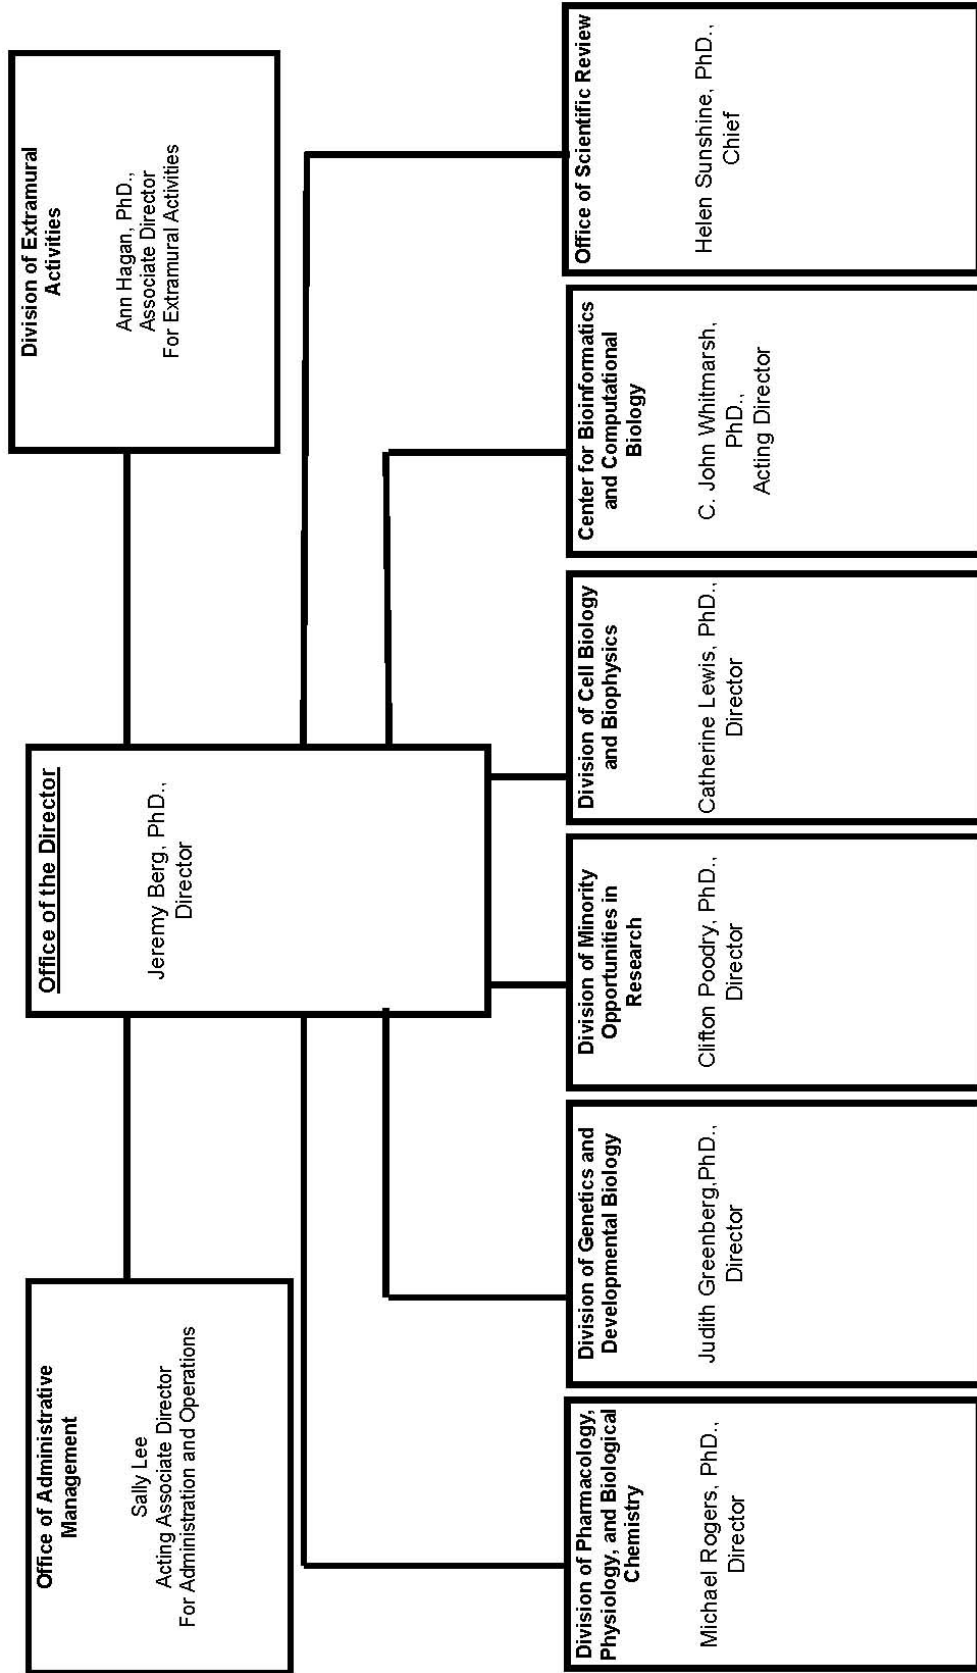 Office of Administrative
Management
Sally Lee
Acting Associate Director
For Administration and Operations
Office of the Director
Jeremy Berg, PhD.,
Director
Division of Extramural
Activities
Ann Hagan, PhD.,
Associate Director
For Extramural Activities
Division of Pharmacology,
Physiology, and Biological
Chemistry
Michael Rogers, PhD.,
Director
Division of Genetics and
Developmental Biology
Judith Greenberg,PhD.,
Director
Division of Minority
Opportunities in
Research
Clifton Poodry, PhD.,
Director
Division of Cell Biology
and Biophysics
Catherine Lewis, PhD.,
Director
Center for Bioinformatics
and Computational
Biology
C. John Whitmarsh,
PhD.,
Acting Director
Office of Scientific Review
Helen Sunshine, PhD.,
Chief